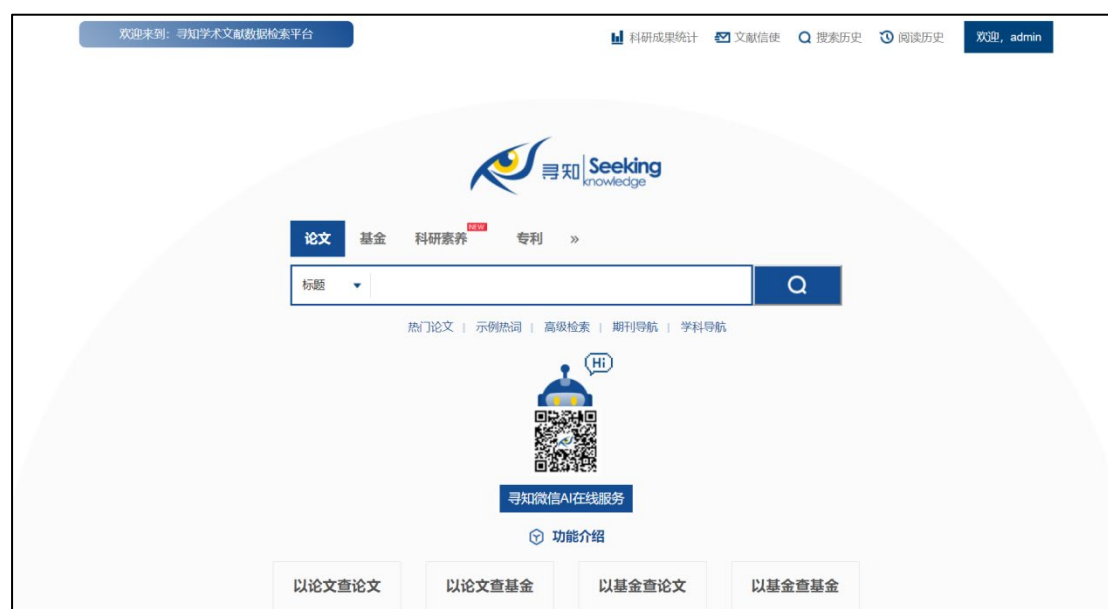 欢迎来到：寻知学术文献数据检索平台 科研成果统计 文献信使 搜索历史 阅读历史 欢迎，admin
寻知 Seeking
knowledge
论文 基金 科研素养 NEW 专利 »
标题
热门论文 | 示例热词 | 高级检索 | 期刊导航 | 学科导航
Hi
寻知微信AI在线服务
功能介绍
以论文查论文 以论文查基金 以基金查论文 以基金查基金